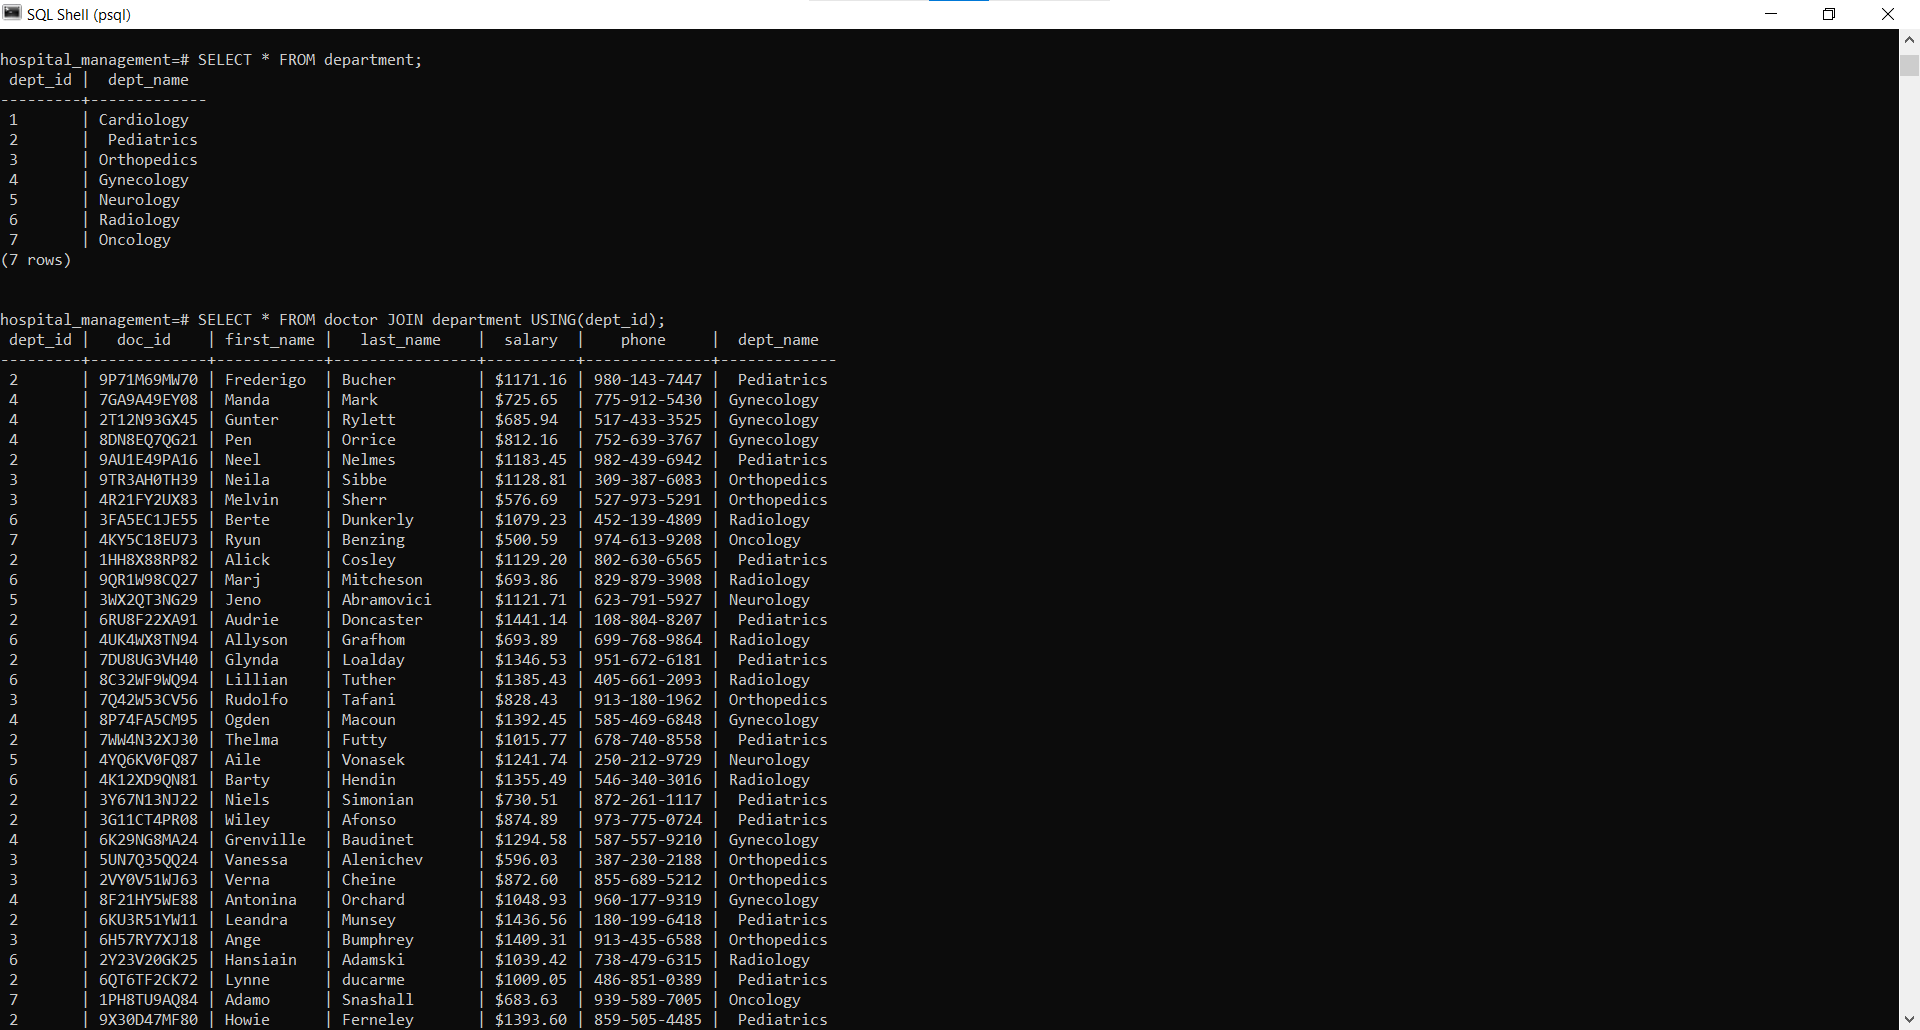 SQL Shell (psql)
hospital_management=# SELECT * FROM department;
 dept_id |  dept_name
---------+-------------
 1       | Cardiology
 2       |  Pediatrics
 3       | Orthopedics
 4       | Gynecology
 5       | Neurology
 6       | Radiology
 7       | Oncology
(7 rows)
hospital_management=# SELECT * FROM doctor JOIN department USING(dept_id);
 dept_id |   doc_id    | first_name |   last_name    |  salary  |    phone     |  dept_name
---------+-------------+------------+----------------+----------+--------------+-------------
 2       | 9P71M69MW70 | Frederigo  | Bucher         | $1171.16 | 980-143-7447 |  Pediatrics
 4       | 7GA9A49EY08 | Manda      | Mark           | $725.65  | 775-912-5430 | Gynecology
 4       | 2T12N93GX45 | Gunter     | Rylett         | $685.94  | 517-433-3525 | Gynecology
 4       | 8DN8EQ7QG21 | Pen        | Orrice         | $812.16  | 752-639-3767 | Gynecology
 2       | 9AU1E49PA16 | Neel       | Nelmes         | $1183.45 | 982-439-6942 |  Pediatrics
 3       | 9TR3AH0TH39 | Neila      | Sibbe          | $1128.81 | 309-387-6083 | Orthopedics
 3       | 4R21FY2UX83 | Melvin     | Sherr          | $576.69  | 527-973-5291 | Orthopedics
 6       | 3FA5EC1JE55 | Berte      | Dunkerly       | $1079.23 | 452-139-4809 | Radiology
 7       | 4KY5C18EU73 | Ryun       | Benzing        | $500.59  | 974-613-9208 | Oncology
 2       | 1HH8X88RP82 | Alick      | Cosley         | $1129.20 | 802-630-6565 |  Pediatrics
 6       | 9QR1W98CQ27 | Marj       | Mitcheson      | $693.86  | 829-879-3908 | Radiology
 5       | 3WX2QT3NG29 | Jeno       | Abramovici     | $1121.71 | 623-791-5927 | Neurology
 2       | 6RU8F22XA91 | Audrie     | Doncaster      | $1441.14 | 108-804-8207 |  Pediatrics
 6       | 4UK4WX8TN94 | Allyson    | Grafhom        | $693.89  | 699-768-9864 | Radiology
 2       | 7DU8UG3VH40 | Glynda     | Loalday        | $1346.53 | 951-672-6181 |  Pediatrics
 6       | 8C32WF9WQ94 | Lillian    | Tuther         | $1385.43 | 405-661-2093 | Radiology
 3       | 7Q42W53CV56 | Rudolfo    | Tafani         | $828.43  | 913-180-1962 | Orthopedics
 4       | 8P74FA5CM95 | Ogden      | Macoun         | $1392.45 | 585-469-6848 | Gynecology
 2       | 7WW4N32XJ30 | Thelma     | Futty          | $1015.77 | 678-740-8558 |  Pediatrics
 5       | 4YQ6KV0FQ87 | Aile       | Vonasek        | $1241.74 | 250-212-9729 | Neurology
 6       | 4K12XD9QN81 | Barty      | Hendin         | $1355.49 | 546-340-3016 | Radiology
 2       | 3Y67N13NJ22 | Niels      | Simonian       | $730.51  | 872-261-1117 |  Pediatrics
 2       | 3G11CT4PR08 | Wiley      | Afonso         | $874.89  | 973-775-0724 |  Pediatrics
 4       | 6K29NG8MA24 | Grenville  | Baudinet       | $1294.58 | 587-557-9210 | Gynecology
 3       | 5UN7Q35QQ24 | Vanessa    | Alenichev      | $596.03  | 387-230-2188 | Orthopedics
 3       | 2VY0V51WJ63 | Verna      | Cheine         | $872.60  | 855-689-5212 | Orthopedics
 4       | 8F21HY5WE88 | Antonina   | Orchard        | $1048.93 | 960-177-9319 | Gynecology
 2       | 6KU3R51YW11 | Leandra    | Munsey         | $1436.56 | 180-199-6418 |  Pediatrics
 3       | 6H57RY7XJ18 | Ange       | Bumphrey       | $1409.31 | 913-435-6588 | Orthopedics
 6       | 2Y23V20GK25 | Hansiain   | Adamski        | $1039.42 | 738-479-6315 | Radiology
 2       | 6QT6TF2CK72 | Lynne      | ducarme        | $1009.05 | 486-851-0389 |  Pediatrics
 7       | 1PH8TU9AQ84 | Adamo      | Snashall       | $683.63  | 939-589-7005 | Oncology
 2       | 9X30D47MF80 | Howie      | Ferneley       | $1393.60 | 859-505-4485 |  Pediatrics